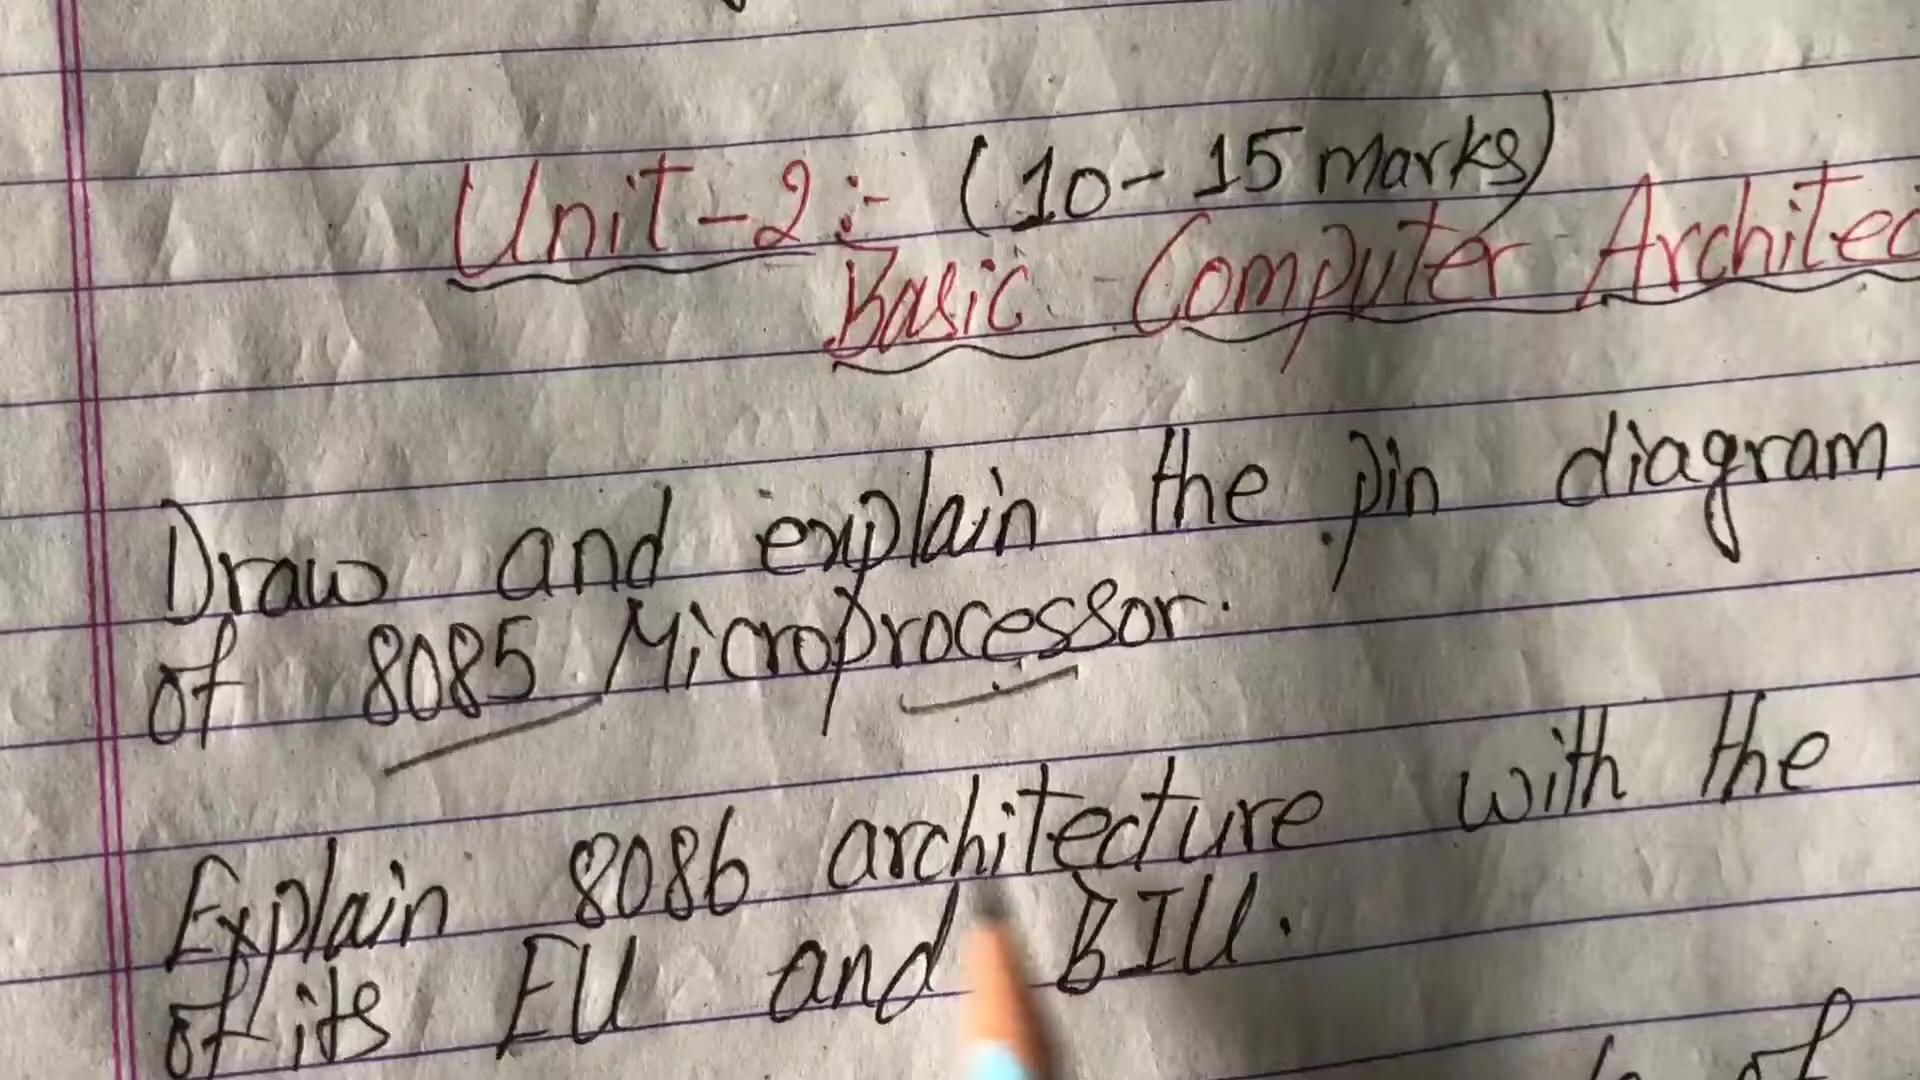 Unit-2:- (10-15 marks)
Basic Computer Architec
Draw and explain the pin diagram
of 8085 Microprocessor.
Explain 8086 architecture with the
of its EU and BIU.
of